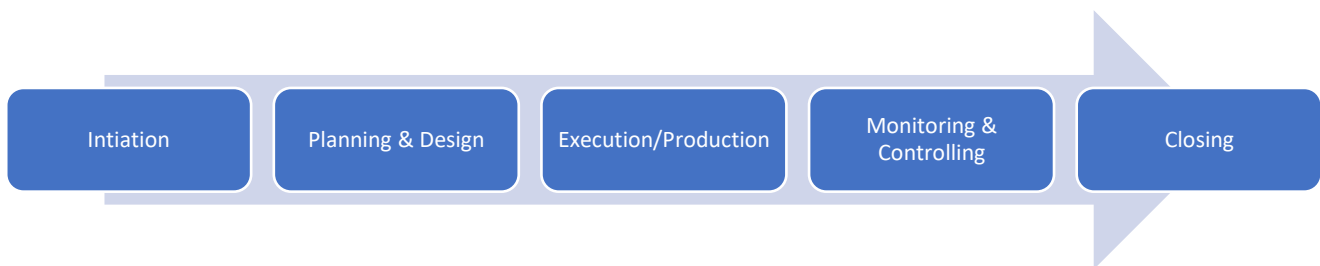 Intiation
Planning & Design
Execution/Production
Monitoring &
Controlling
Closing